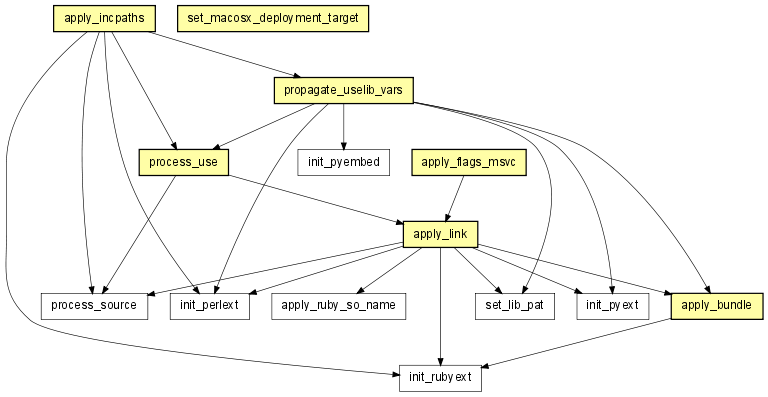 apply_incpaths
set_macosx_deployment_target
propagate_uselib_vars
process_use
init_pyembed
apply_flags_msvc
apply_link
process_source
init_perlext
apply_ruby_so_name
set_lib_pat
init_pyext
apply_bundle
init_rubyext